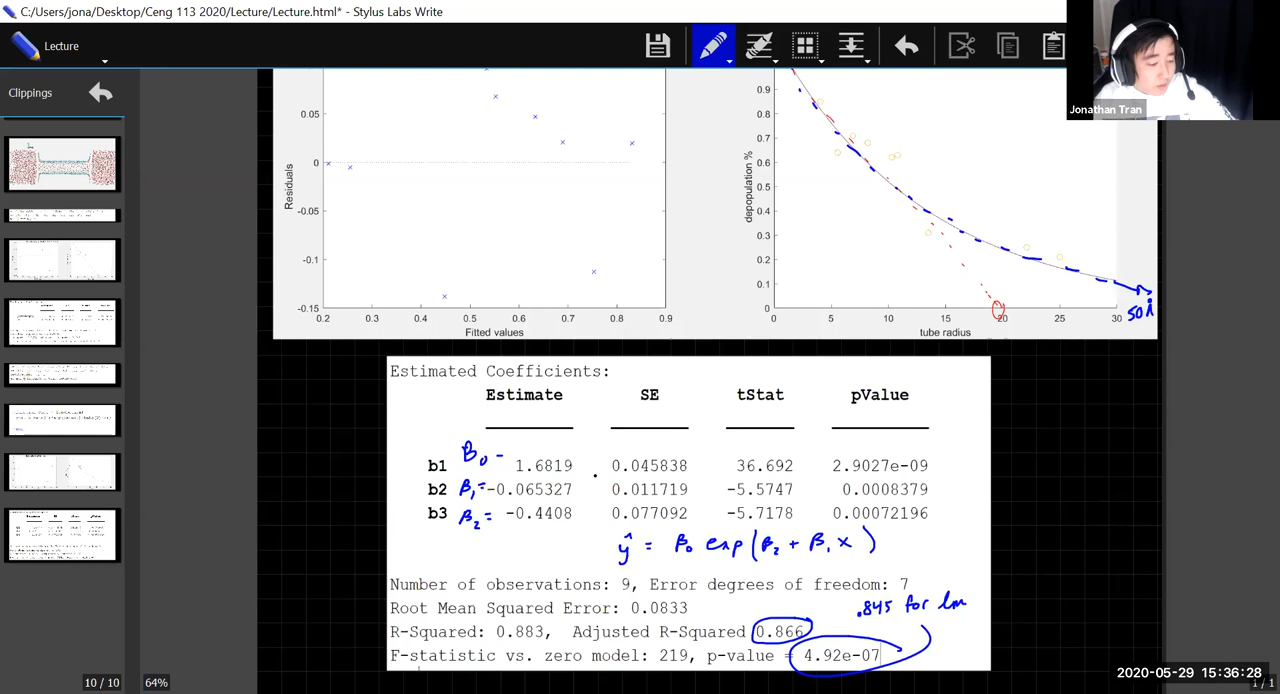 C:/Users/jona/Desktop/Ceng 113 2020/Lecture/Lecture.html* - Stylus Labs Write
Lecture
Clippings
Jonathan Tran
0.05
0
-0.05
-0.1
-0.15
Residuals
0.2 0.3 0.4 0.5 0.6 0.7 0.8 0.9
Fitted values
0.9
0.8
0.7
0.6
0.5
0.4
0.3
0.2
0.1
0
depopulation %
0 5 10 15 20 25 30
tube radius
50 Å
Estimated Coefficients:
Estimate SE tStat pValue
b1 β0 - 1.6819 0.045838 36.692 2.9027e-09
b2 β1 = -0.065327 0.011719 -5.5747 0.0008379
b3 β2 = -0.4408 0.077092 -5.7178 0.00072196
ŷ = β0 exp(β2 + β1 x)
Number of observations: 9, Error degrees of freedom: 7
Root Mean Squared Error: 0.0833
.845 for lm
R-Squared: 0.883, Adjusted R-Squared 0.866
F-statistic vs. zero model: 219, p-value = 4.92e-07
10 / 10
64%
2020-05-29 15:36:28
1 / 1